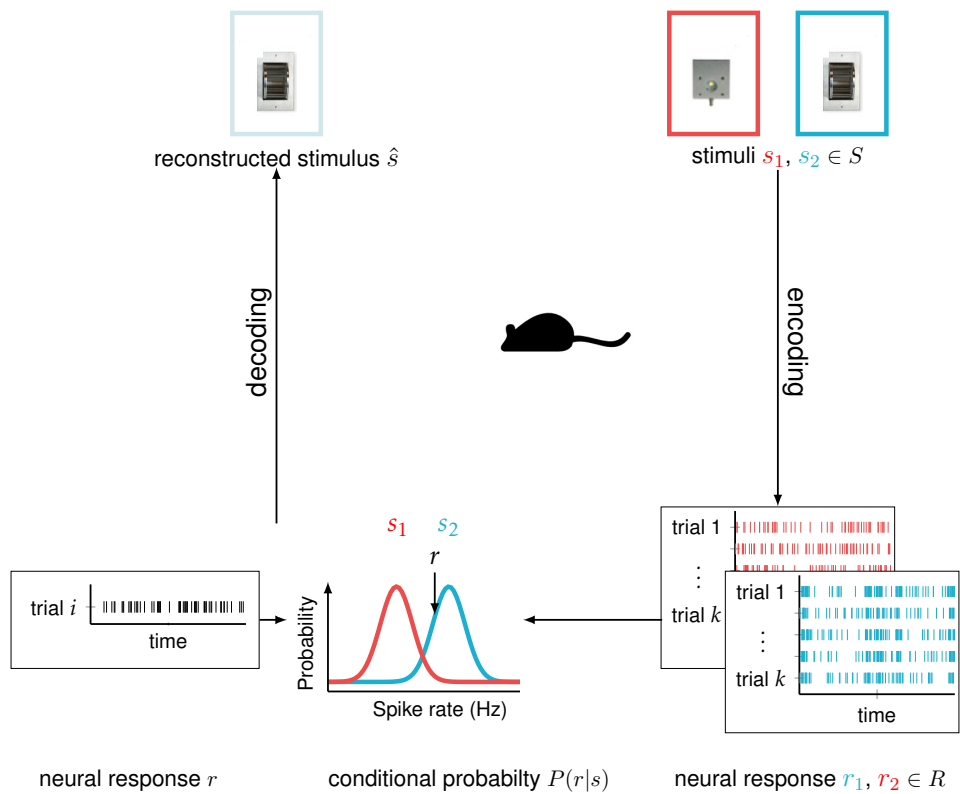 reconstructed stimulus ŝ
stimuli s₁, s₂ ∈ S
decoding
encoding
s₁ s₂
r
trial i
time
Probability
Spike rate (Hz)
trial 1
⋮
trial k
trial 1
⋮
trial k
time
neural response r
conditional probabilty P(r|s)
neural response r₁, r₂ ∈ R